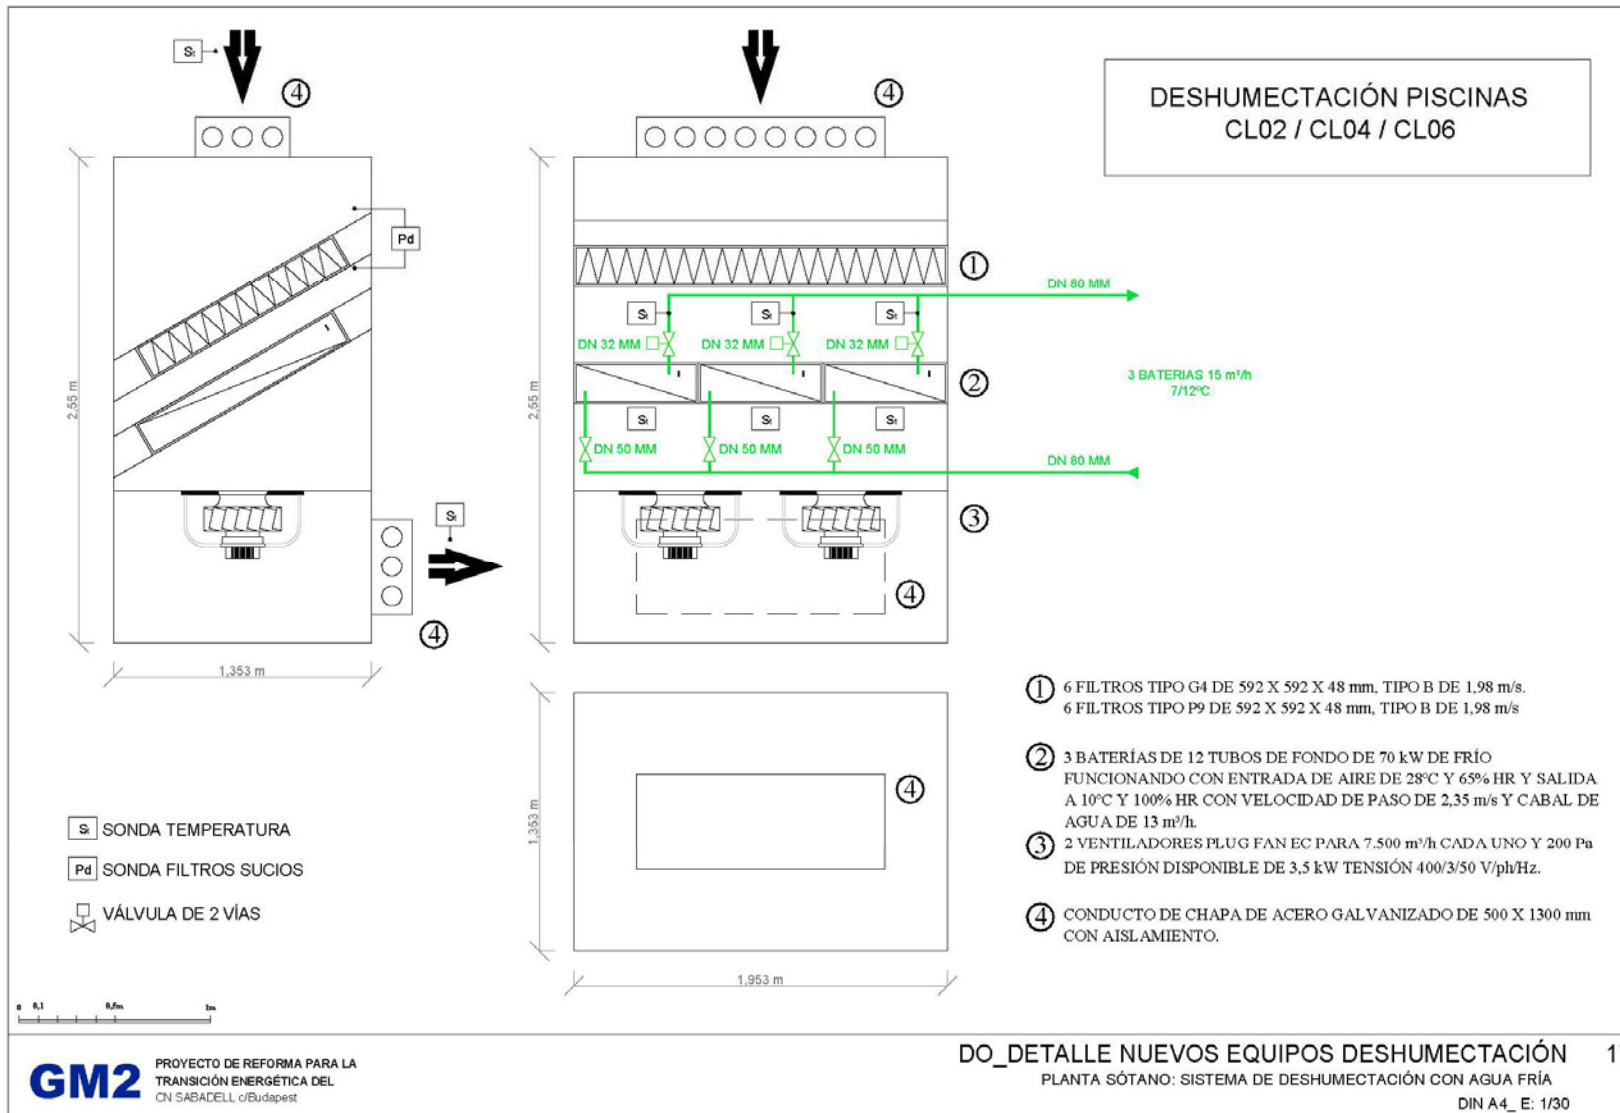 DESHUMECTACIÓN PISCINAS
CL02 / CL04 / CL06
St
4
4
Pd
1
DN 80 MM
St
St
St
DN 32 MM
DN 32 MM
DN 32 MM
2
3 BATERIAS 15 m³/h
7/12ºC
2,55 m
2,55 m
St
St
St
DN 50 MM
DN 50 MM
DN 50 MM
DN 80 MM
St
3
4
4
1,353 m
1 6 FILTROS TIPO G4 DE 592 X 592 X 48 mm, TIPO B DE 1,98 m/s.
6 FILTROS TIPO P9 DE 592 X 592 X 48 mm, TIPO B DE 1,98 m/s
2 3 BATERÍAS DE 12 TUBOS DE FONDO DE 70 kW DE FRÍO
FUNCIONANDO CON ENTRADA DE AIRE DE 28ºC Y 65% HR Y SALIDA
A 10ºC Y 100% HR CON VELOCIDAD DE PASO DE 2,35 m/s Y CABAL DE
AGUA DE 13 m³/h.
3 2 VENTILADORES PLUG FAN EC PARA 7.500 m³/h CADA UNO Y 200 Pa
DE PRESIÓN DISPONIBLE DE 3,5 kW TENSIÓN 400/3/50 V/ph/Hz.
4 CONDUCTO DE CHAPA DE ACERO GALVANIZADO DE 500 X 1300 mm
CON AISLAMIENTO.
4
1,353 m
1,953 m
St SONDA TEMPERATURA
Pd SONDA FILTROS SUCIOS
VÁLVULA DE 2 VÍAS
0 0,1 0,5m 1m
GM2
PROYECTO DE REFORMA PARA LA
TRANSICIÓN ENERGÉTICA DEL
CN SABADELL c/Budapest
DO_DETALLE NUEVOS EQUIPOS DESHUMECTACIÓN
PLANTA SÓTANO: SISTEMA DE DESHUMECTACIÓN CON AGUA FRÍA
DIN A4_ E: 1/30